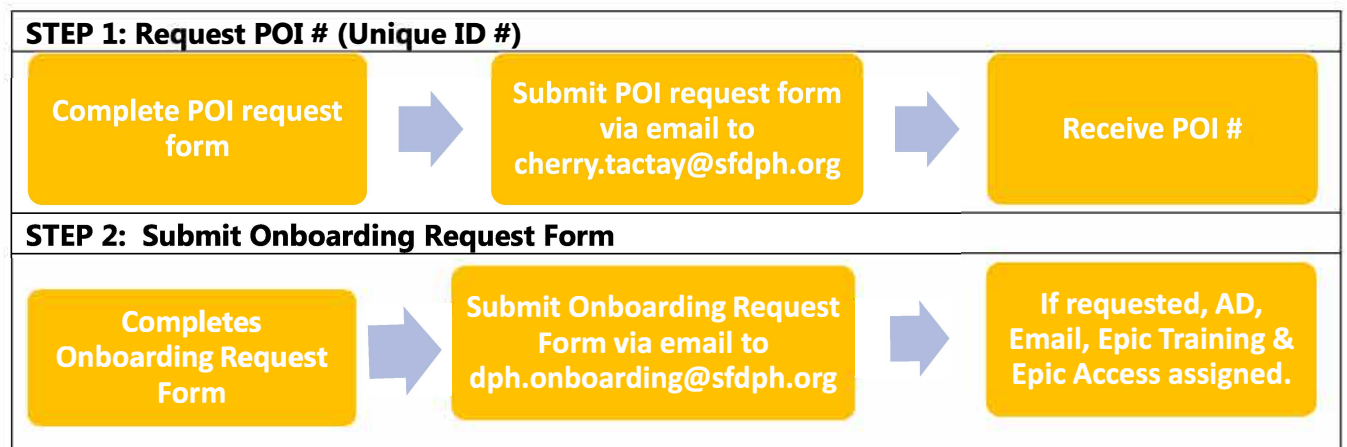 STEP 1: Request POI # (Unique ID #)
Complete POI request
form
Submit POI request form
via email to
cherry.tactay@sfdph.org
Receive POI #
STEP 2:  Submit Onboarding Request Form
Completes
Onboarding Request
Form
Submit Onboarding Request
Form via email to
dph.onboarding@sfdph.org
If requested, AD,
Email, Epic Training &
Epic Access assigned.